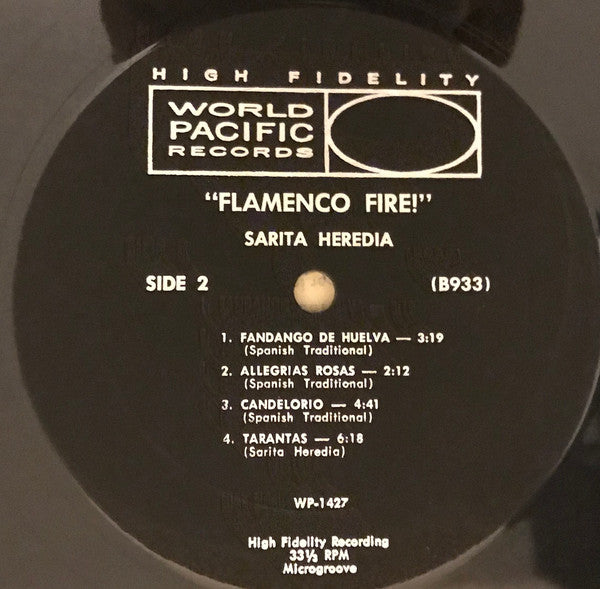 HIGH FIDELITY
WORLD
PACIFIC
RECORDS
"FLAMENCO FIRE!"
SARITA HEREDIA
SIDE 2 (B933)
1. FANDANGO DE HUELVA — 3:19
(Spanish Traditional)
2. ALLEGRIAS ROSAS — 2:12
(Spanish Traditional)
3. CANDELORIO — 4:41
(Spanish Traditional)
4. TARANTAS — 6:18
(Sarita Heredia)
WP-1427
High Fidelity Recording
33⅓ RPM
Microgroove